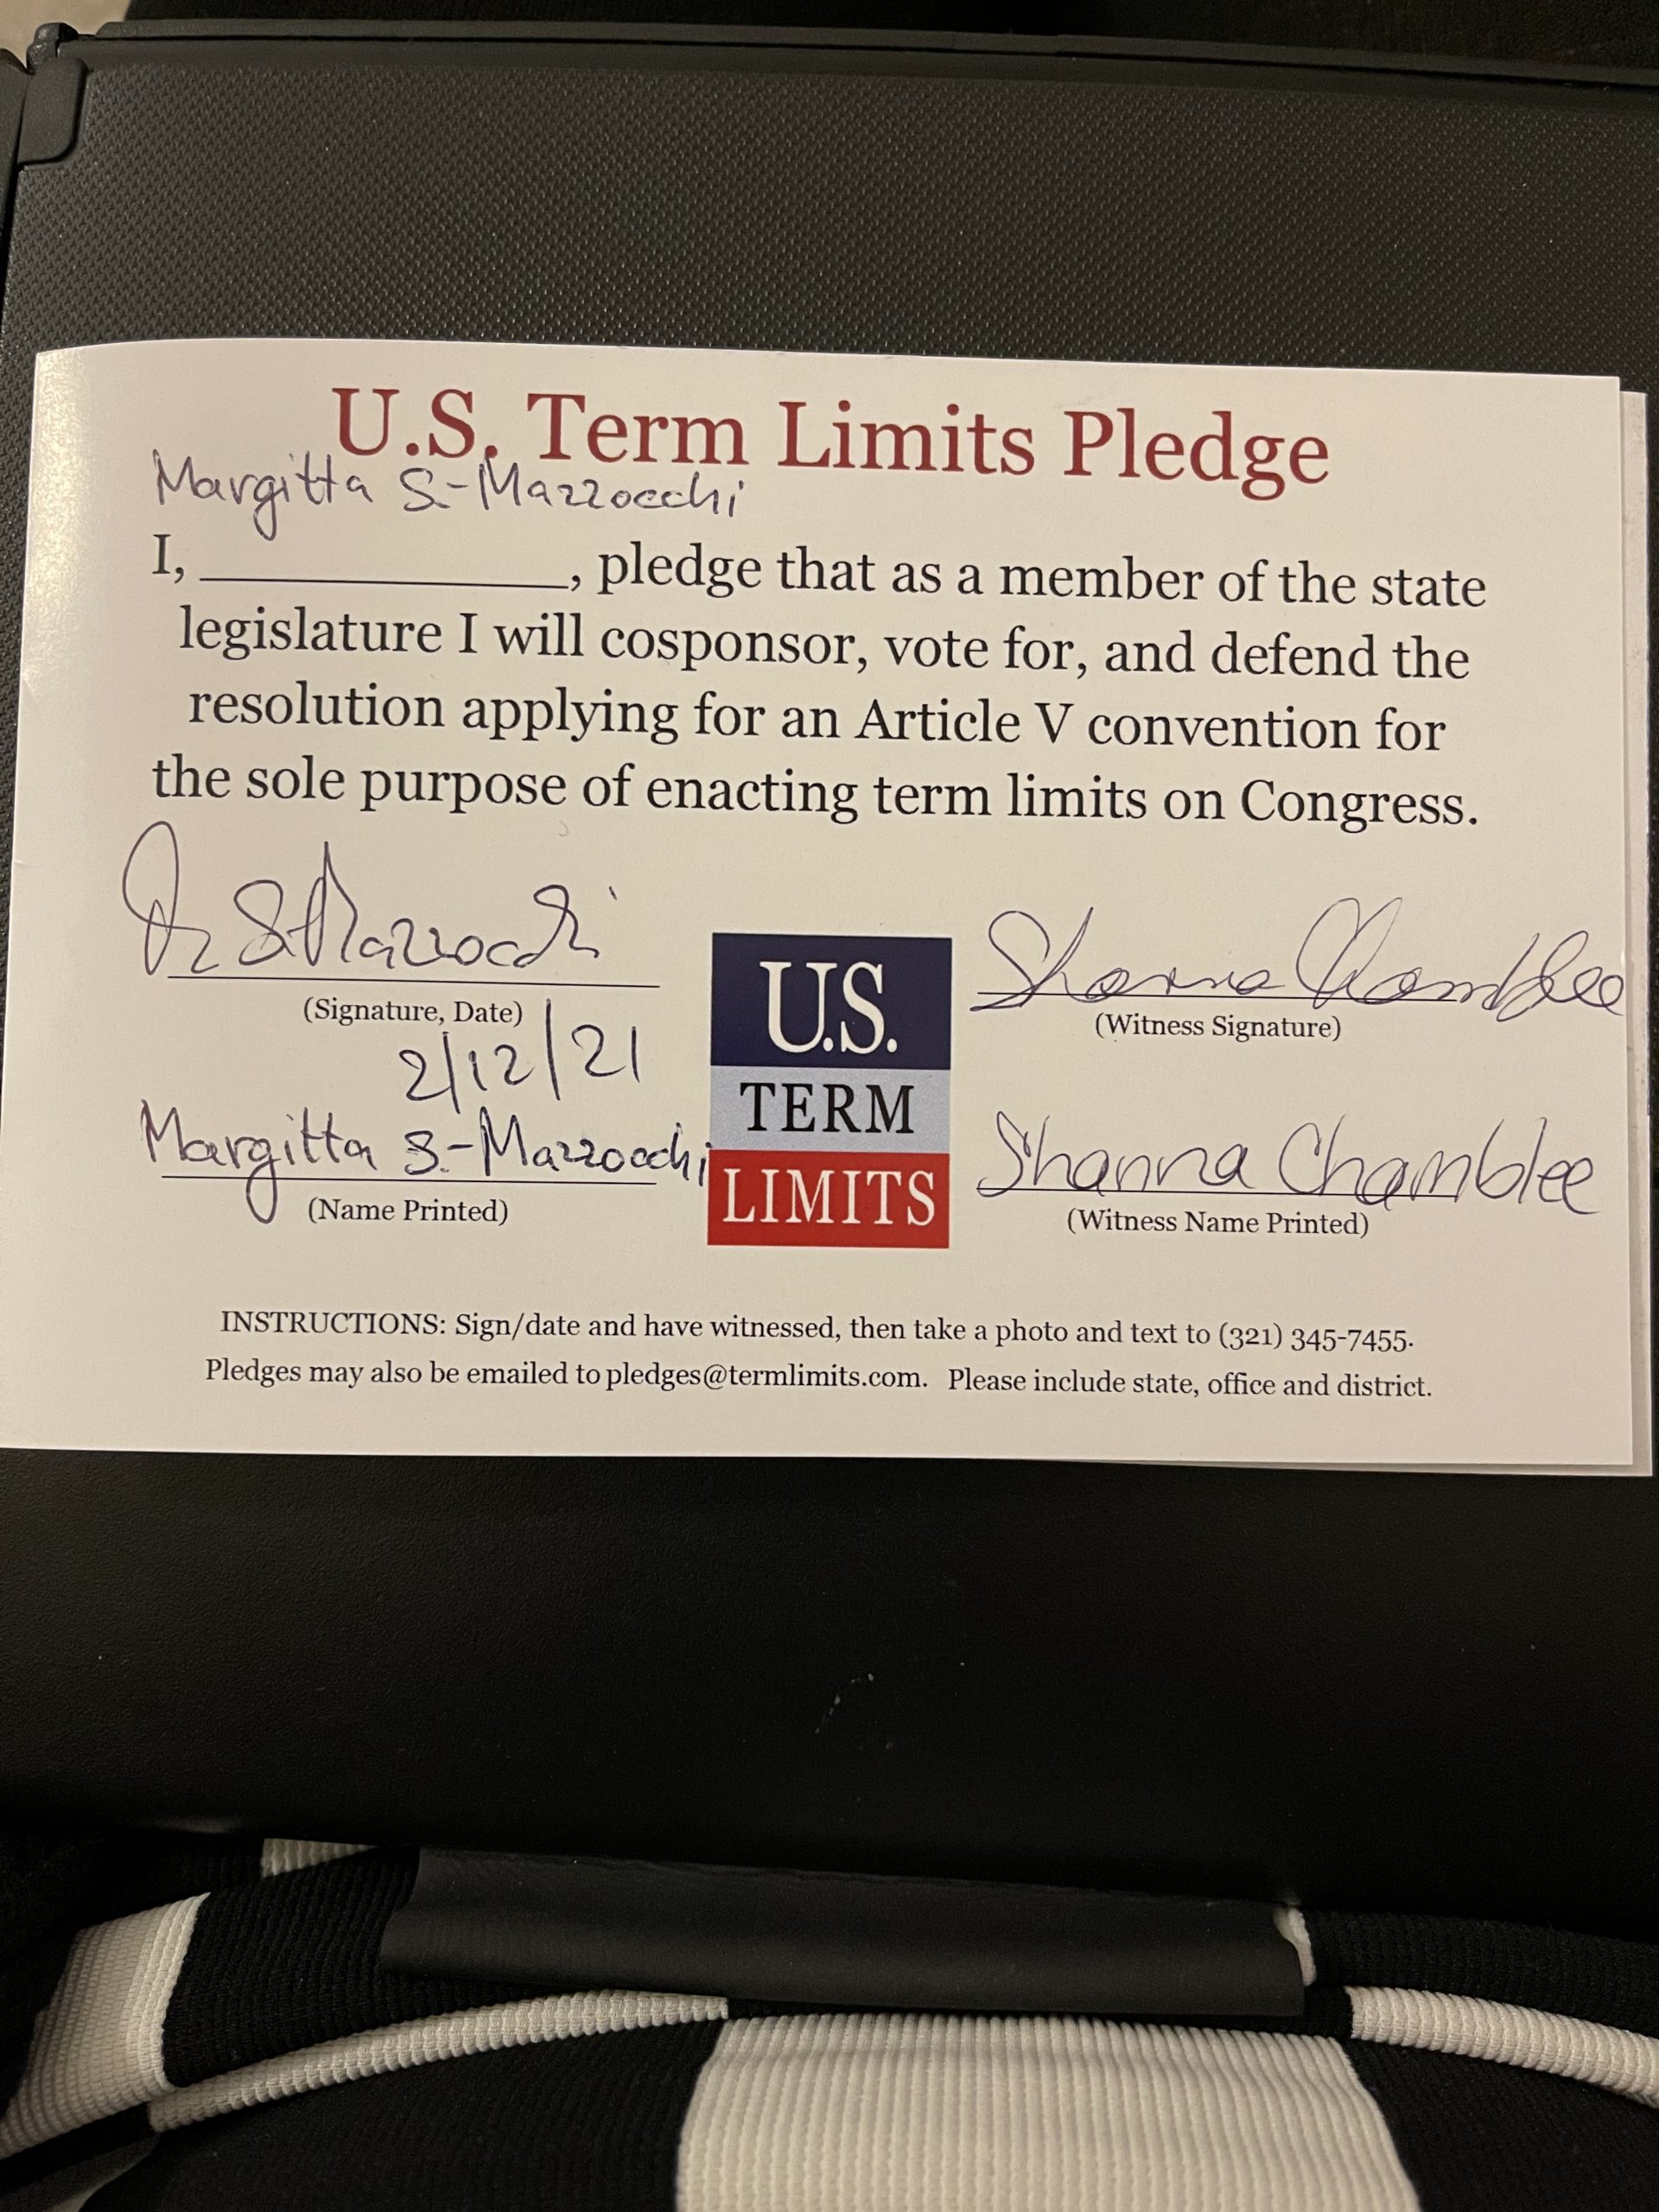 U.S. Term Limits Pledge
Margitta S.-Mazzocchi
I, ____________, pledge that as a member of the state
legislature I will cosponsor, vote for, and defend the
resolution applying for an Article V convention for
the sole purpose of enacting term limits on Congress.
S-Mazzocchi
(Signature, Date)
2/12/21
Margitta S.-Mazzocchi
(Name Printed)
U.S.
TERM
LIMITS
Shanna Chamblee
(Witness Signature)
Shanna Chamblee
(Witness Name Printed)
INSTRUCTIONS: Sign/date and have witnessed, then take a photo and text to (321) 345-7455.
Pledges may also be emailed to pledges@termlimits.com. Please include state, office and district.